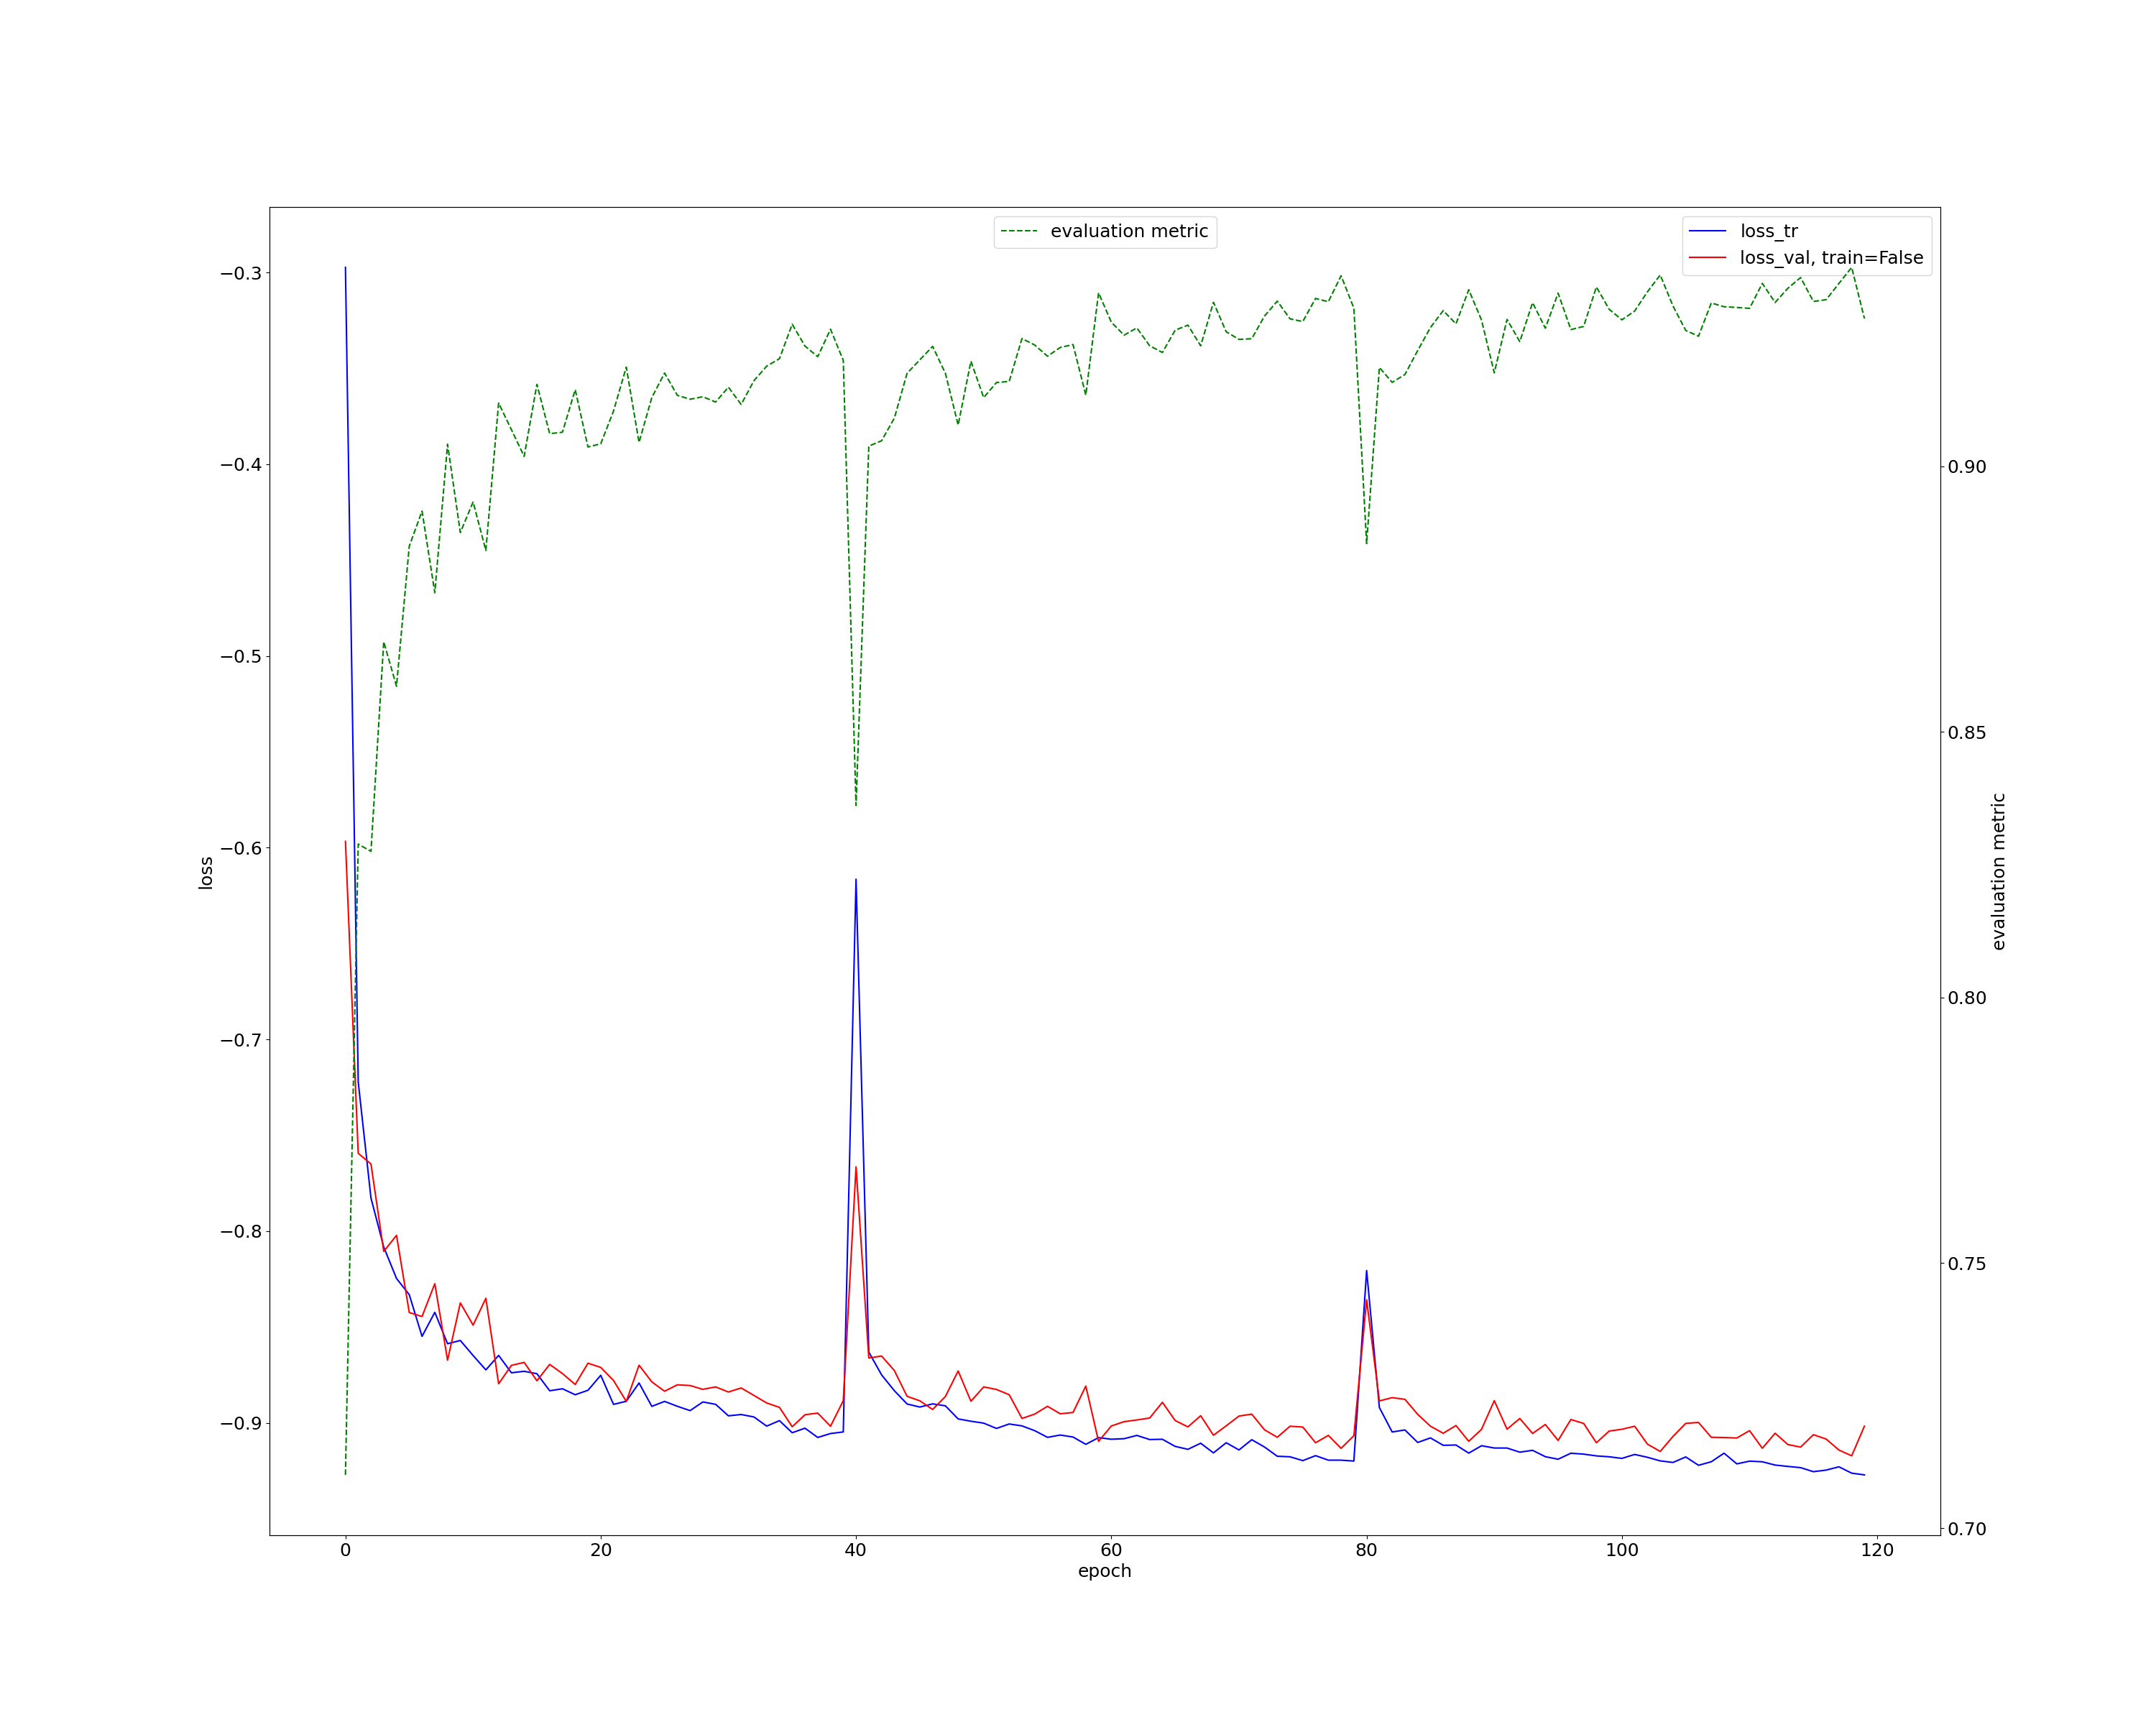 evaluation metric
loss_tr
loss_val, train=False
−0.3
−0.4
−0.5
−0.6
−0.7
−0.8
−0.9
loss
0.90
0.85
0.80
0.75
0.70
evaluation metric
0 20 40 60 80 100 120
epoch